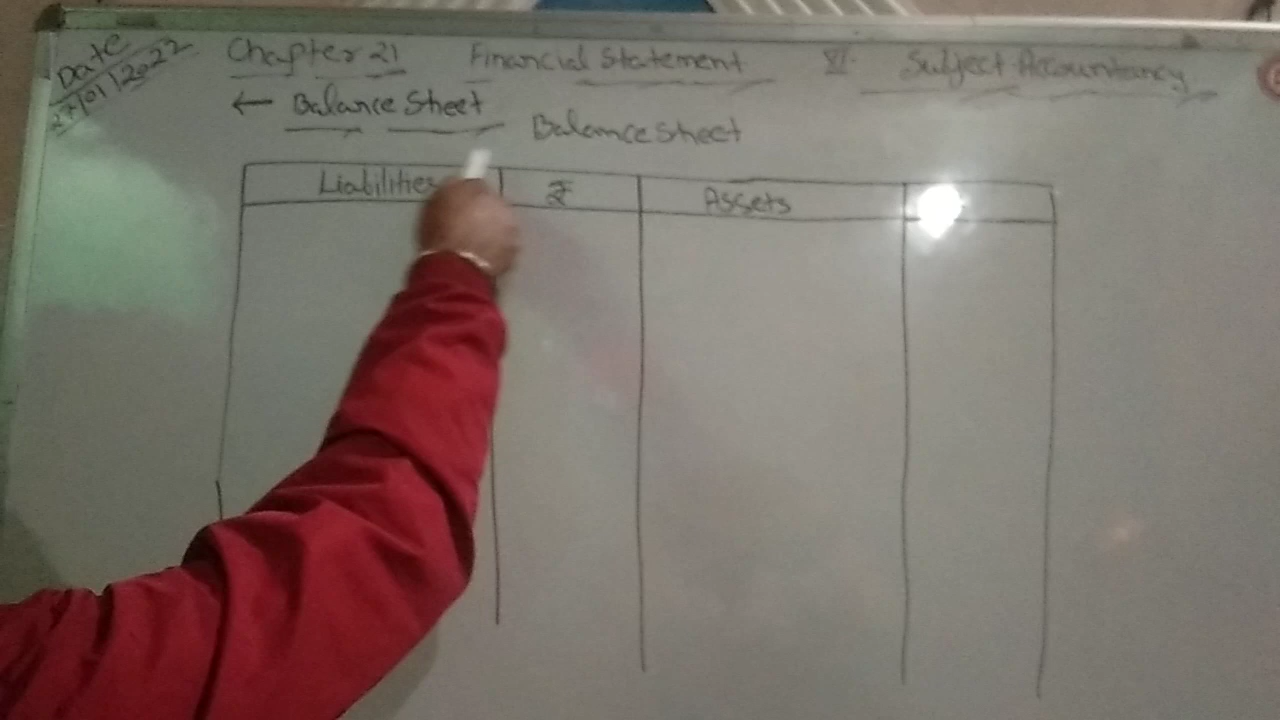 Date
27/01/2022
Chapter 21 Financial Statement XI Subject Accountancy
← Balance Sheet
Balance Sheet
Liabilities ₹ Assets